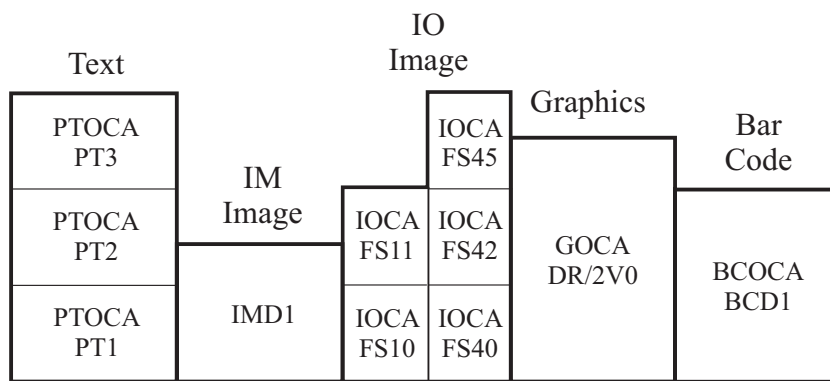 Text
PTOCA
PT3
PTOCA
PT2
PTOCA
PT1
IM
Image
IMD1
IO
Image
IOCA
FS11
IOCA
FS10
IOCA
FS45
IOCA
FS42
IOCA
FS40
Graphics
GOCA
DR/2V0
Bar
Code
BCOCA
BCD1